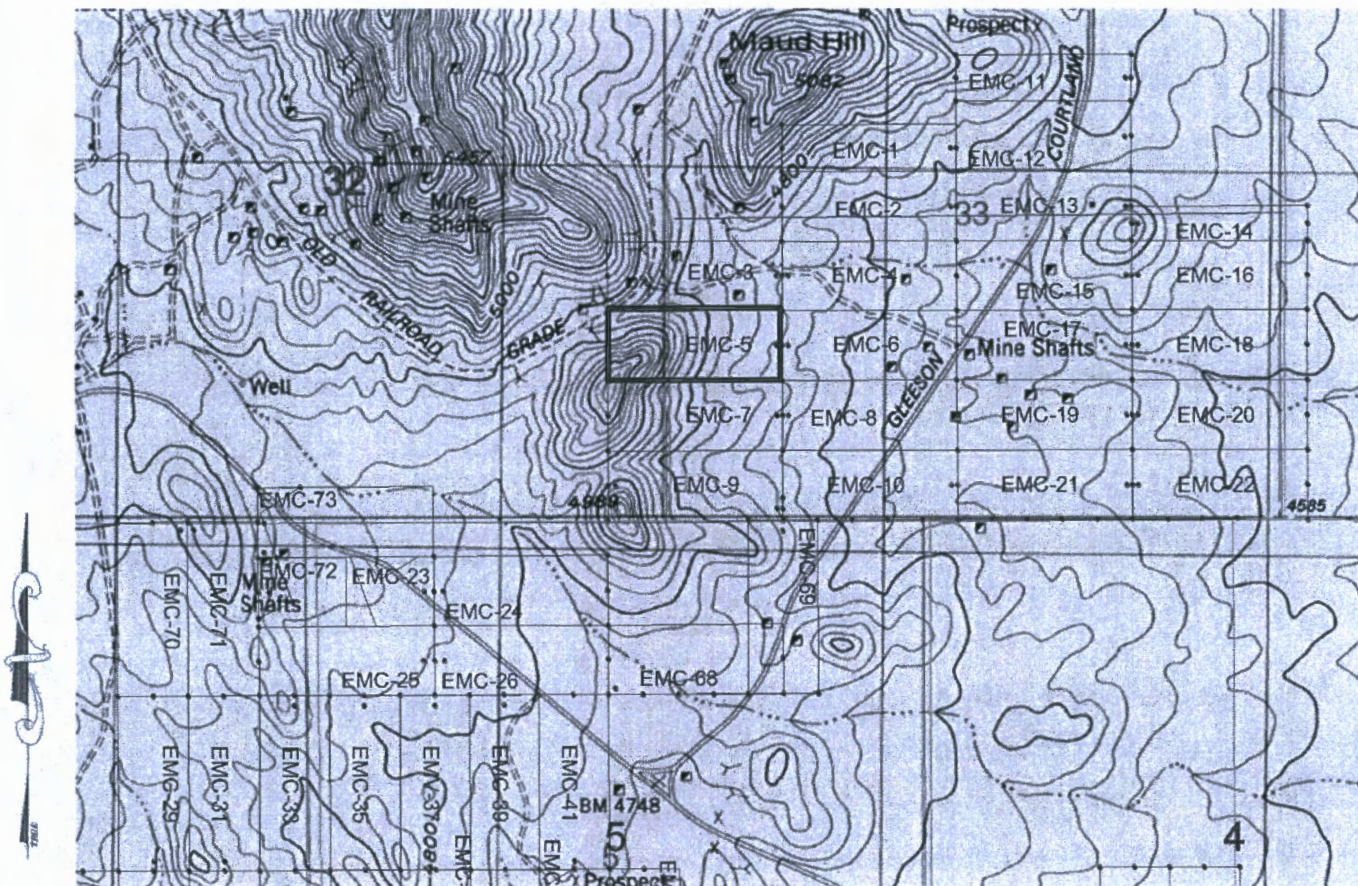 Maud Hill
5082
Prospect x
COURTLAND
EMC-11
EMC-1
EMC-12
4800
6457
32
Mine
Shafts
EMC-2
33
EMC-13
EMC-14
EMC-3
EMC-4
EMC-15
EMC-16
OLD
RAILROAD
GRADE
5000
EMC-5
EMC-6
EMC-17
Mine Shafts
EMC-18
Well
EMC-7
EMC-8
GLEESON
EMC-19
EMC-20
EMC-9
EMC-10
EMC-21
EMC-22
4585
EMC-73
4989
EMC-72
Mine
Shafts
EMC-23
EMC-24
EMC-69
EMC-70
EMC-71
EMC-25
EMC-26
EMC-68
EMC-29
EMC-31
EMC-33
EMC-35
EMC-39
EMC-41
BM 4748
5
4
EMC-
EMC
Prospect